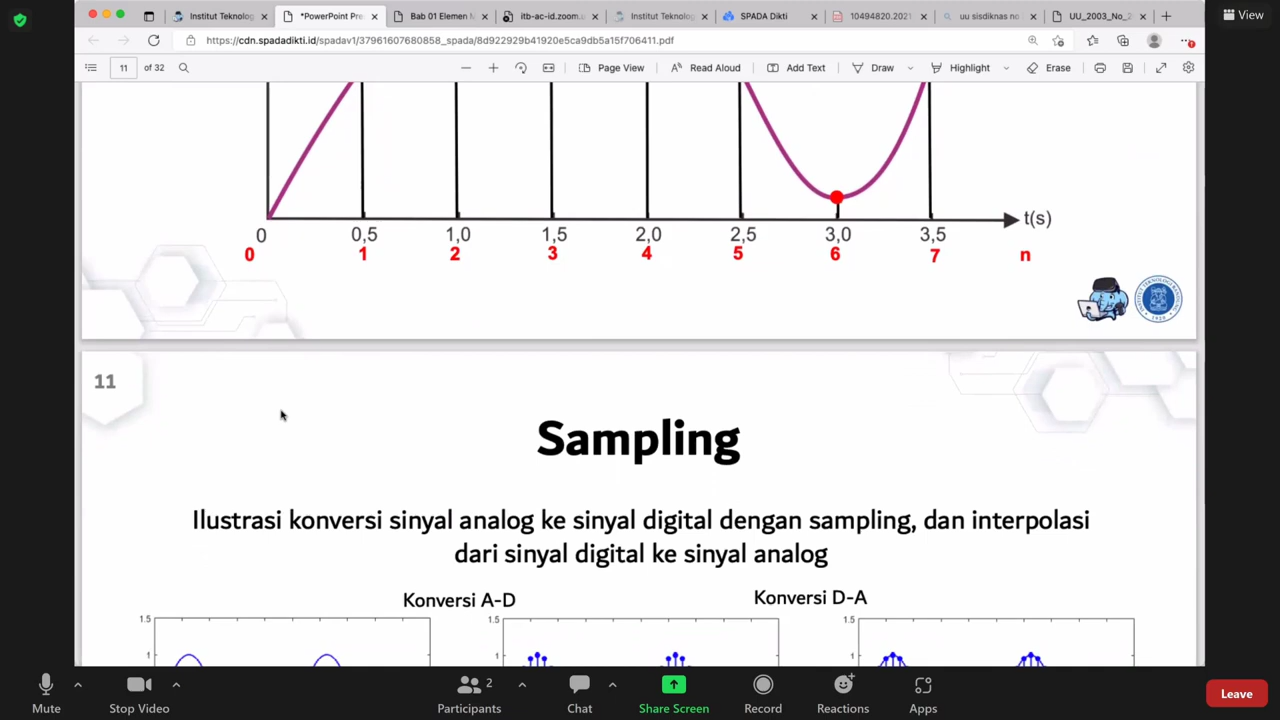 View
Institut Teknolog
*PowerPoint Pre
Bab 01 Elemen M
itb-ac-id.zoom.u
Institut Teknolog
SPADA Dikti
10494820.2021
uu sisdiknas no
UU_2003_No_2
https://cdn.spadadikti.id/spadav1/37961607680858_spada/8d922929b41920e5ca9db5a15f706411.pdf
11 of 32
Page View
Read Aloud
Add Text
Draw
Highlight
Erase
t(s)
0 0,5 1,0 1,5 2,0 2,5 3,0 3,5
0 1 2 3 4 5 6 7 n
11
Sampling
Ilustrasi konversi sinyal analog ke sinyal digital dengan sampling, dan interpolasi
dari sinyal digital ke sinyal analog
Konversi A-D
Konversi D-A
1.5 1.5 1.5
1 1 1
2
Mute
Stop Video
Participants
Chat
Share Screen
Record
Reactions
Apps
Leave